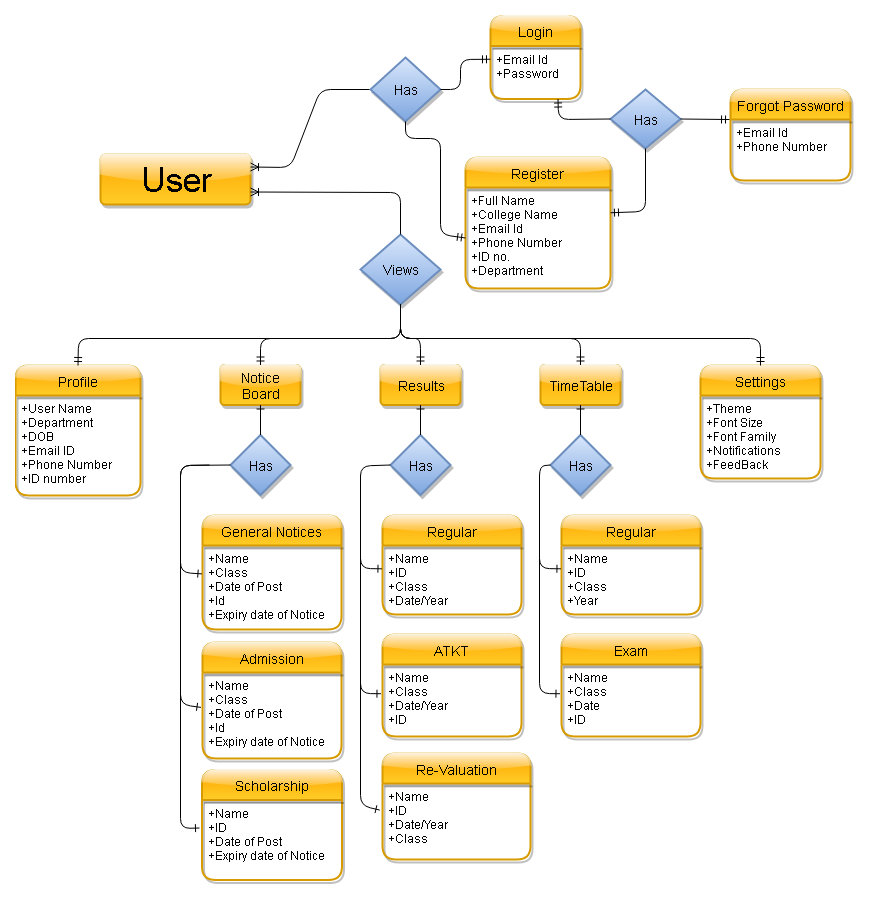 Login
+Email Id
+Password
Has
Has
Forgot Password
+Email Id
+Phone Number
User
Register
+Full Name
+College Name
+Email Id
+Phone Number
+ID no.
+Department
Views
Profile
+User Name
+Department
+DOB
+Email ID
+Phone Number
+ID number
Notice
Board
Results
TimeTable
Settings
+Theme
+Font Size
+Font Family
+Notifications
+FeedBack
Has
Has
Has
General Notices
+Name
+Class
+Date of Post
+Id
+Expiry date of Notice
Regular
+Name
+ID
+Class
+Date/Year
Regular
+Name
+ID
+Class
+Year
Admission
+Name
+Class
+Date of Post
+Id
+Expiry date of Notice
ATKT
+Name
+Class
+Date/Year
+ID
Exam
+Name
+Class
+Date
+ID
Scholarship
+Name
+ID
+Date of Post
+Expiry date of Notice
Re-Valuation
+Name
+ID
+Date/Year
+Class